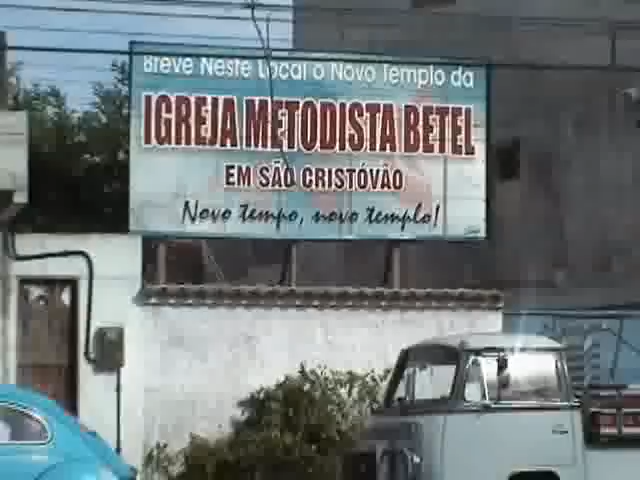 Breve Neste Local o Novo Templo da
IGREJA METODISTA BETEL
EM SÃO CRISTÓVÃO
Novo tempo, novo templo!